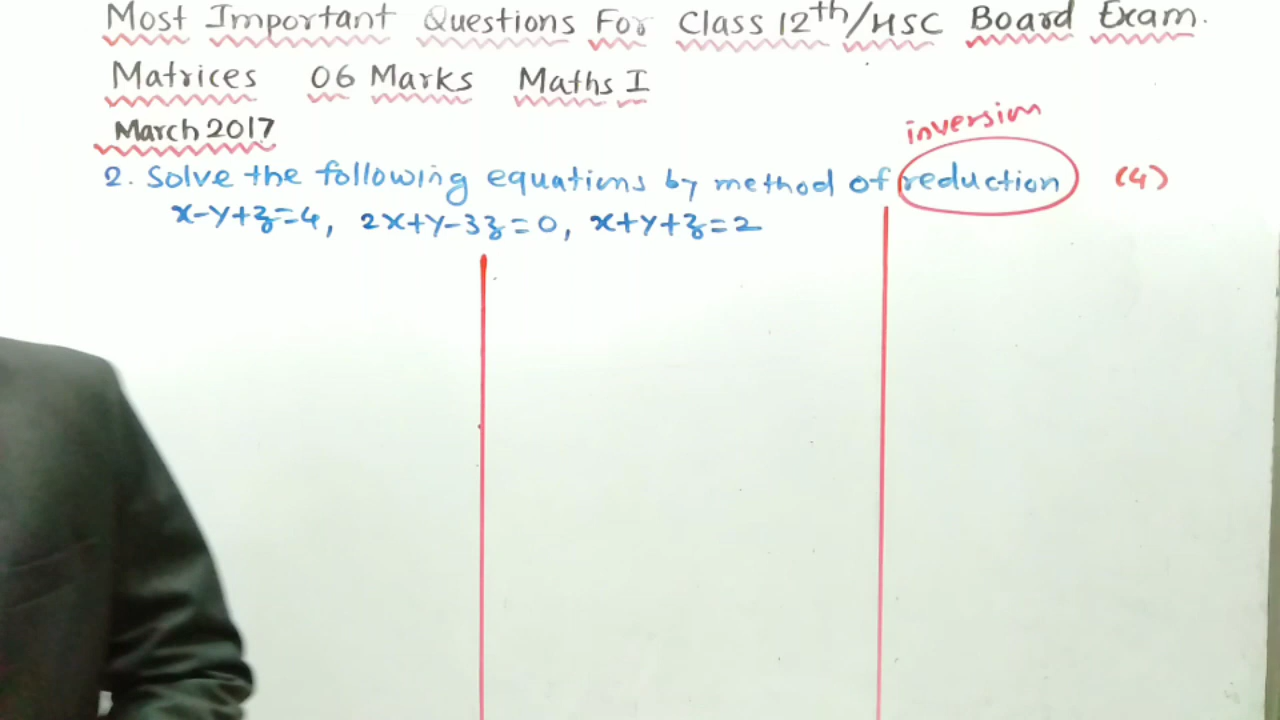 Most Important Questions For Class 12th/HSC Board Exam.
Matrices 06 Marks Maths I
March 2017
inversion
2. Solve the following equations by method of reduction (4)
x-y+z=4, 2x+y-3z=0, x+y+z=2